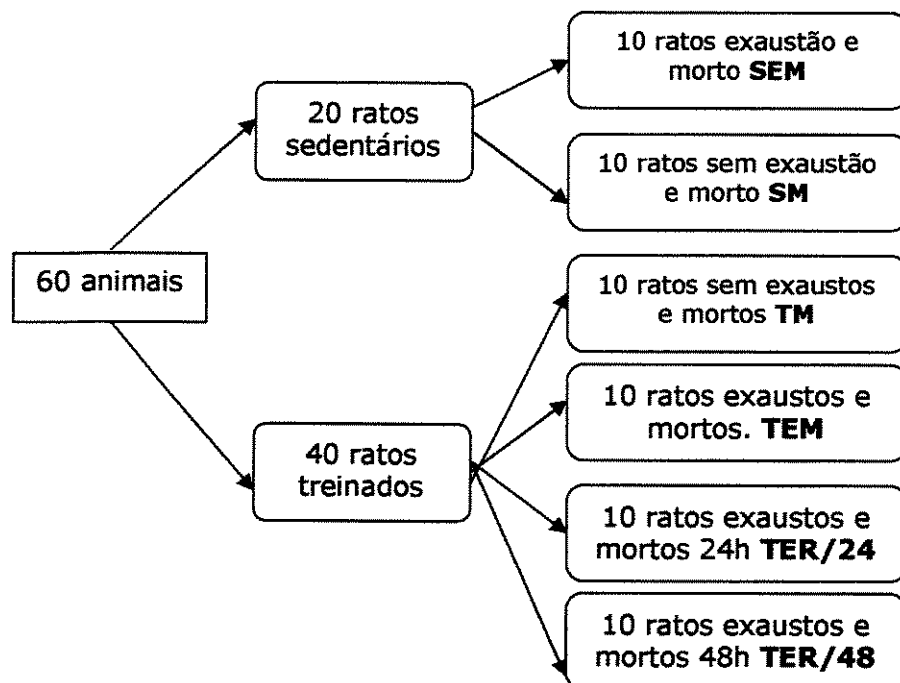 60 animais
20 ratos
sedentários
40 ratos
treinados
10 ratos exaustão e
morto SEM
10 ratos sem exaustão
e morto SM
10 ratos sem exaustos
e mortos TM
10 ratos exaustos e
mortos. TEM
10 ratos exaustos e
mortos 24h TER/24
10 ratos exaustos e
mortos 48h TER/48